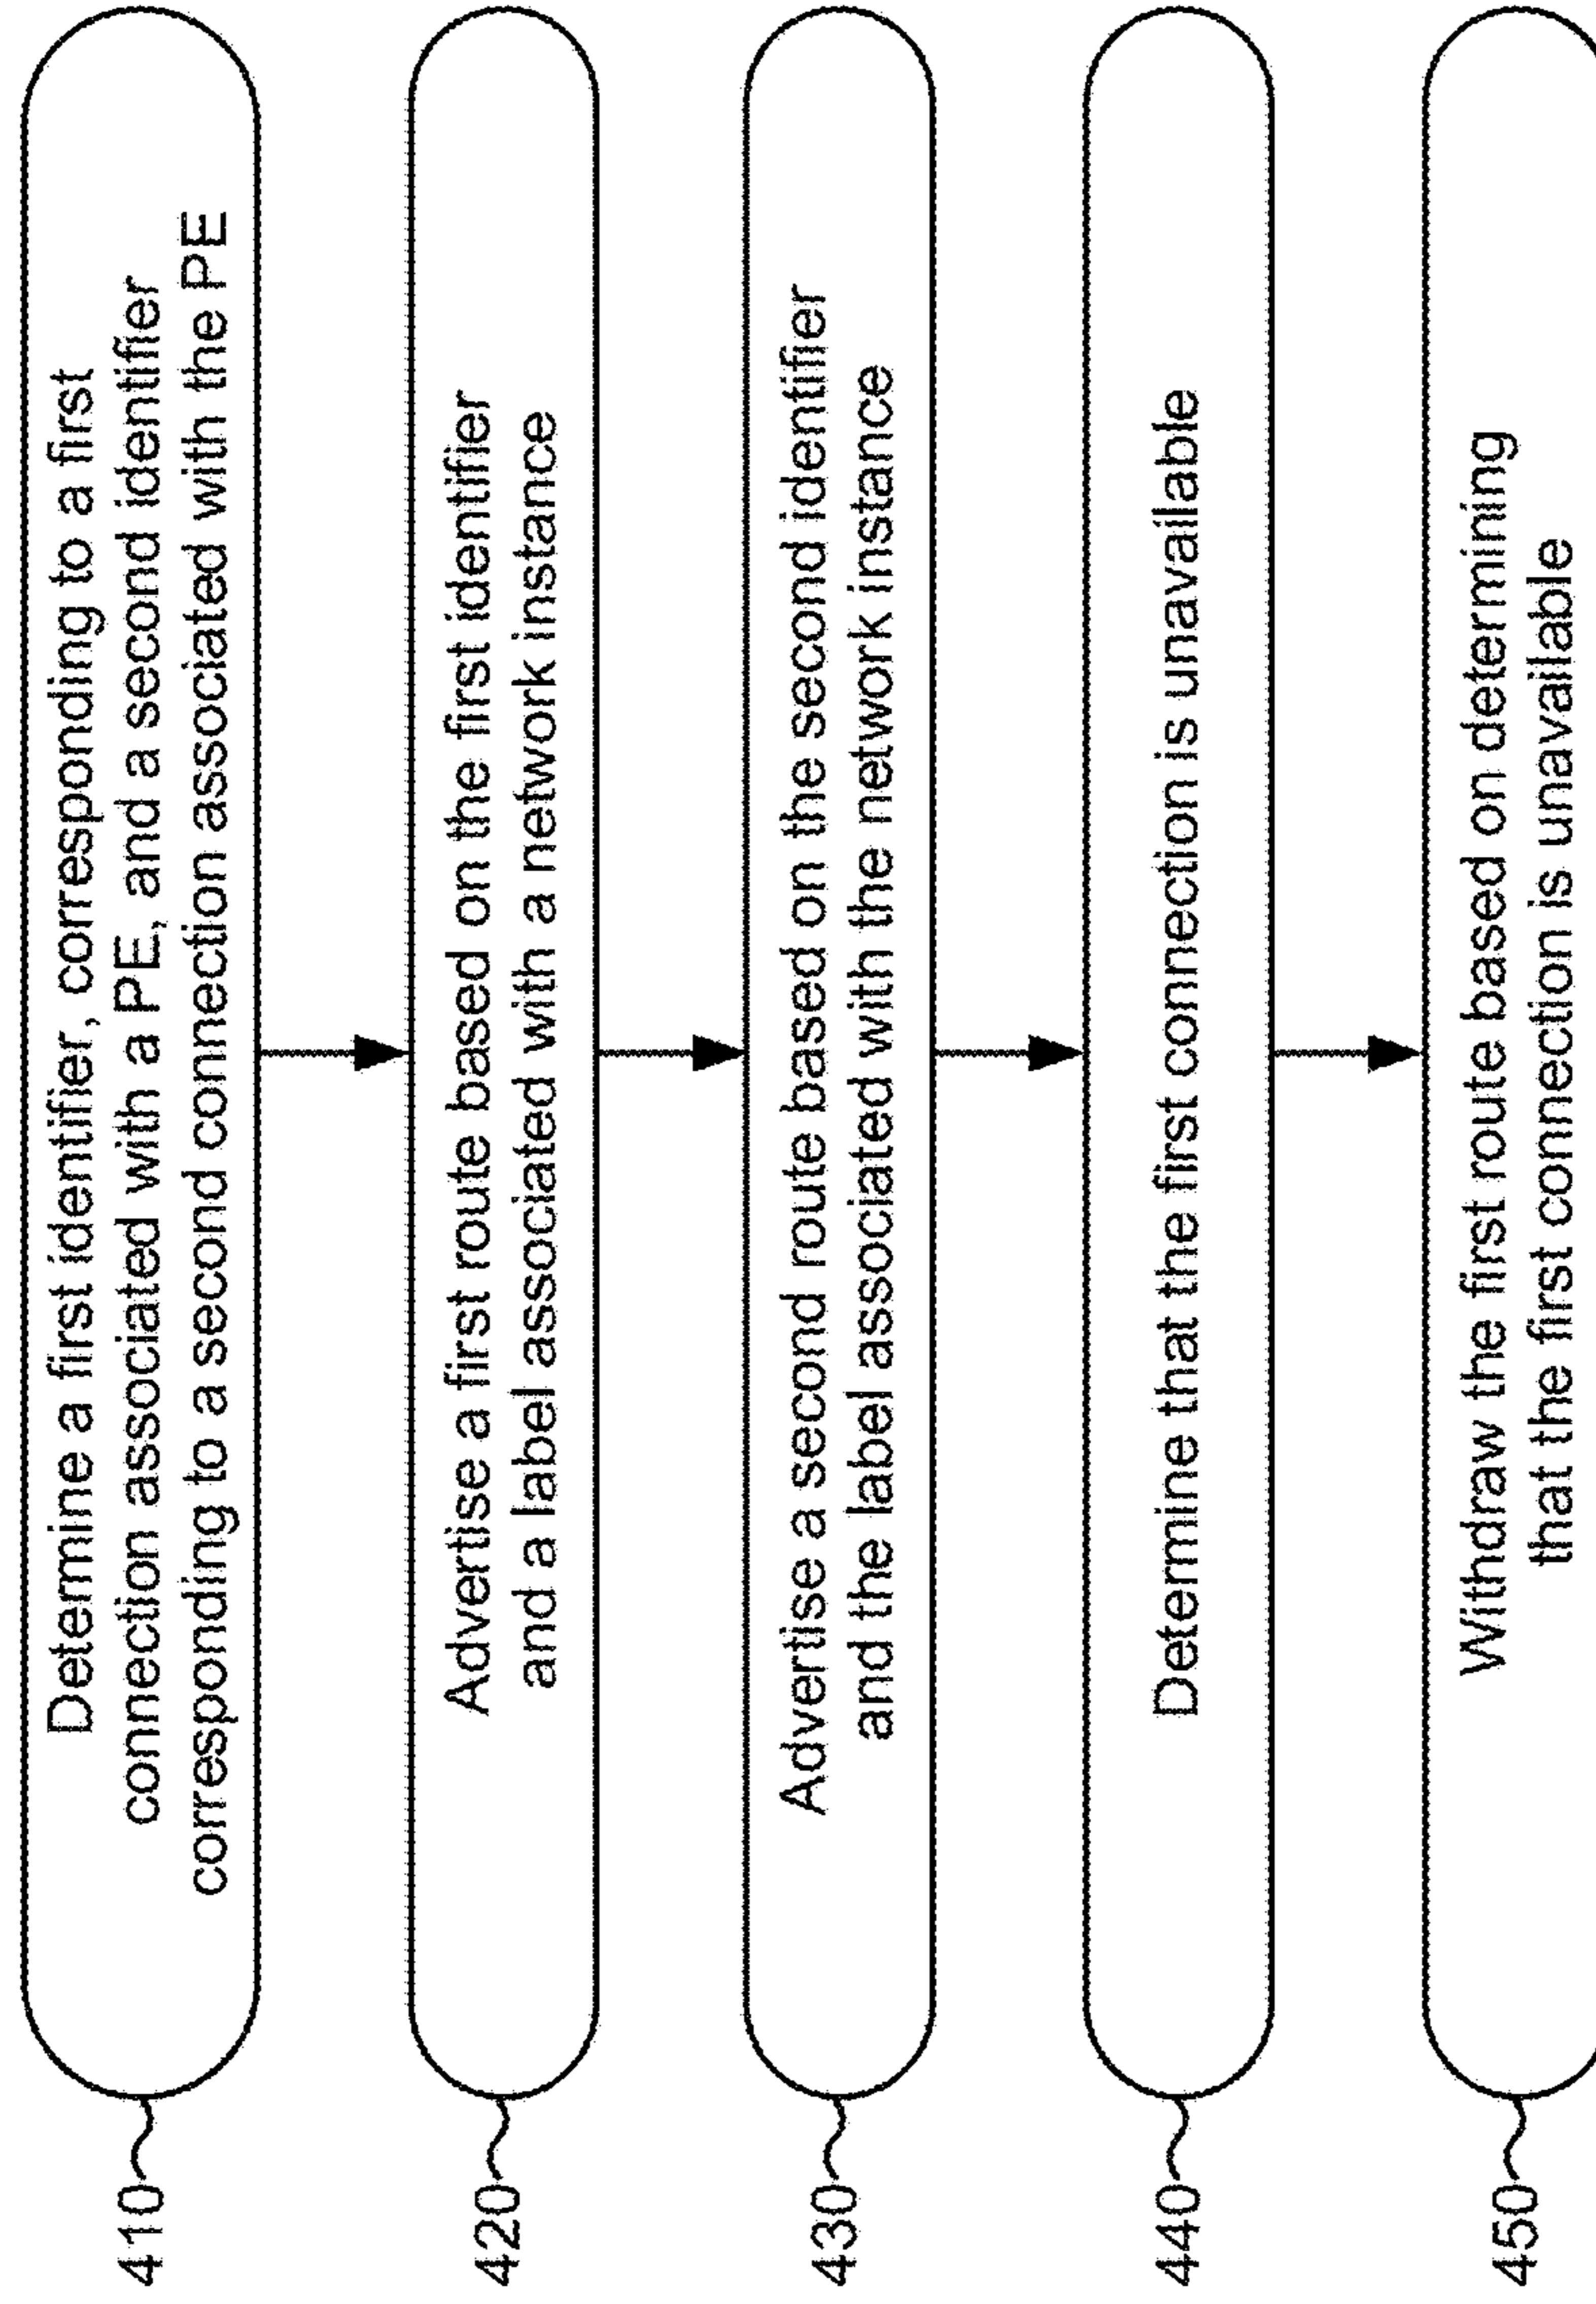 410
Determine a first identifier, corresponding to a first
connection associated with a PE, and a second identifier
corresponding to a second connection associated with the PE
420
Advertise a first route based on the first identifier
and a label associated with a network instance
430
Advertise a second route based on the second identifier
and the label associated with the network instance
440
Determine that the first connection is unavailable
450
Withdraw the first route based on determining
that the first connection is unavailable